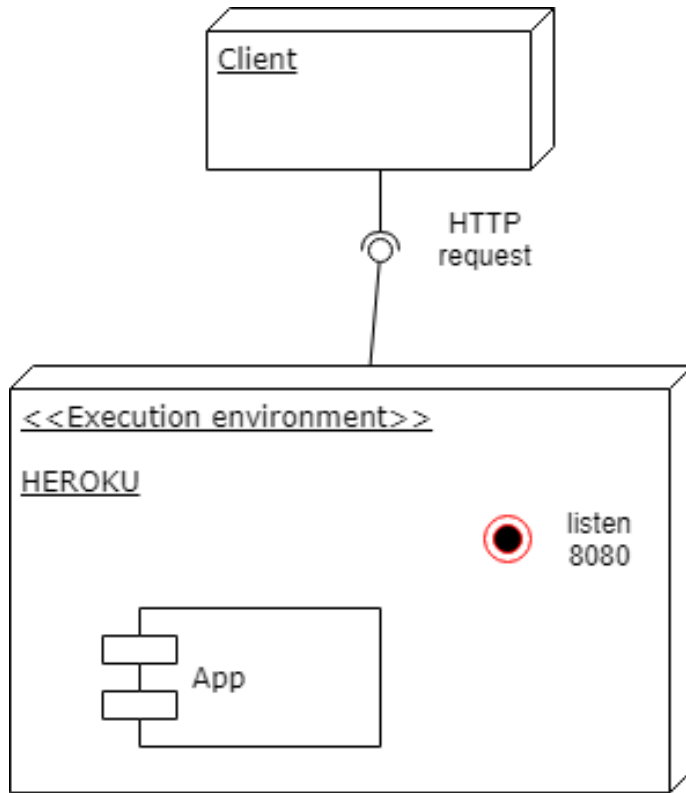 Client
HTTP
request
<<Execution environment>>
HEROKU
listen
8080
App